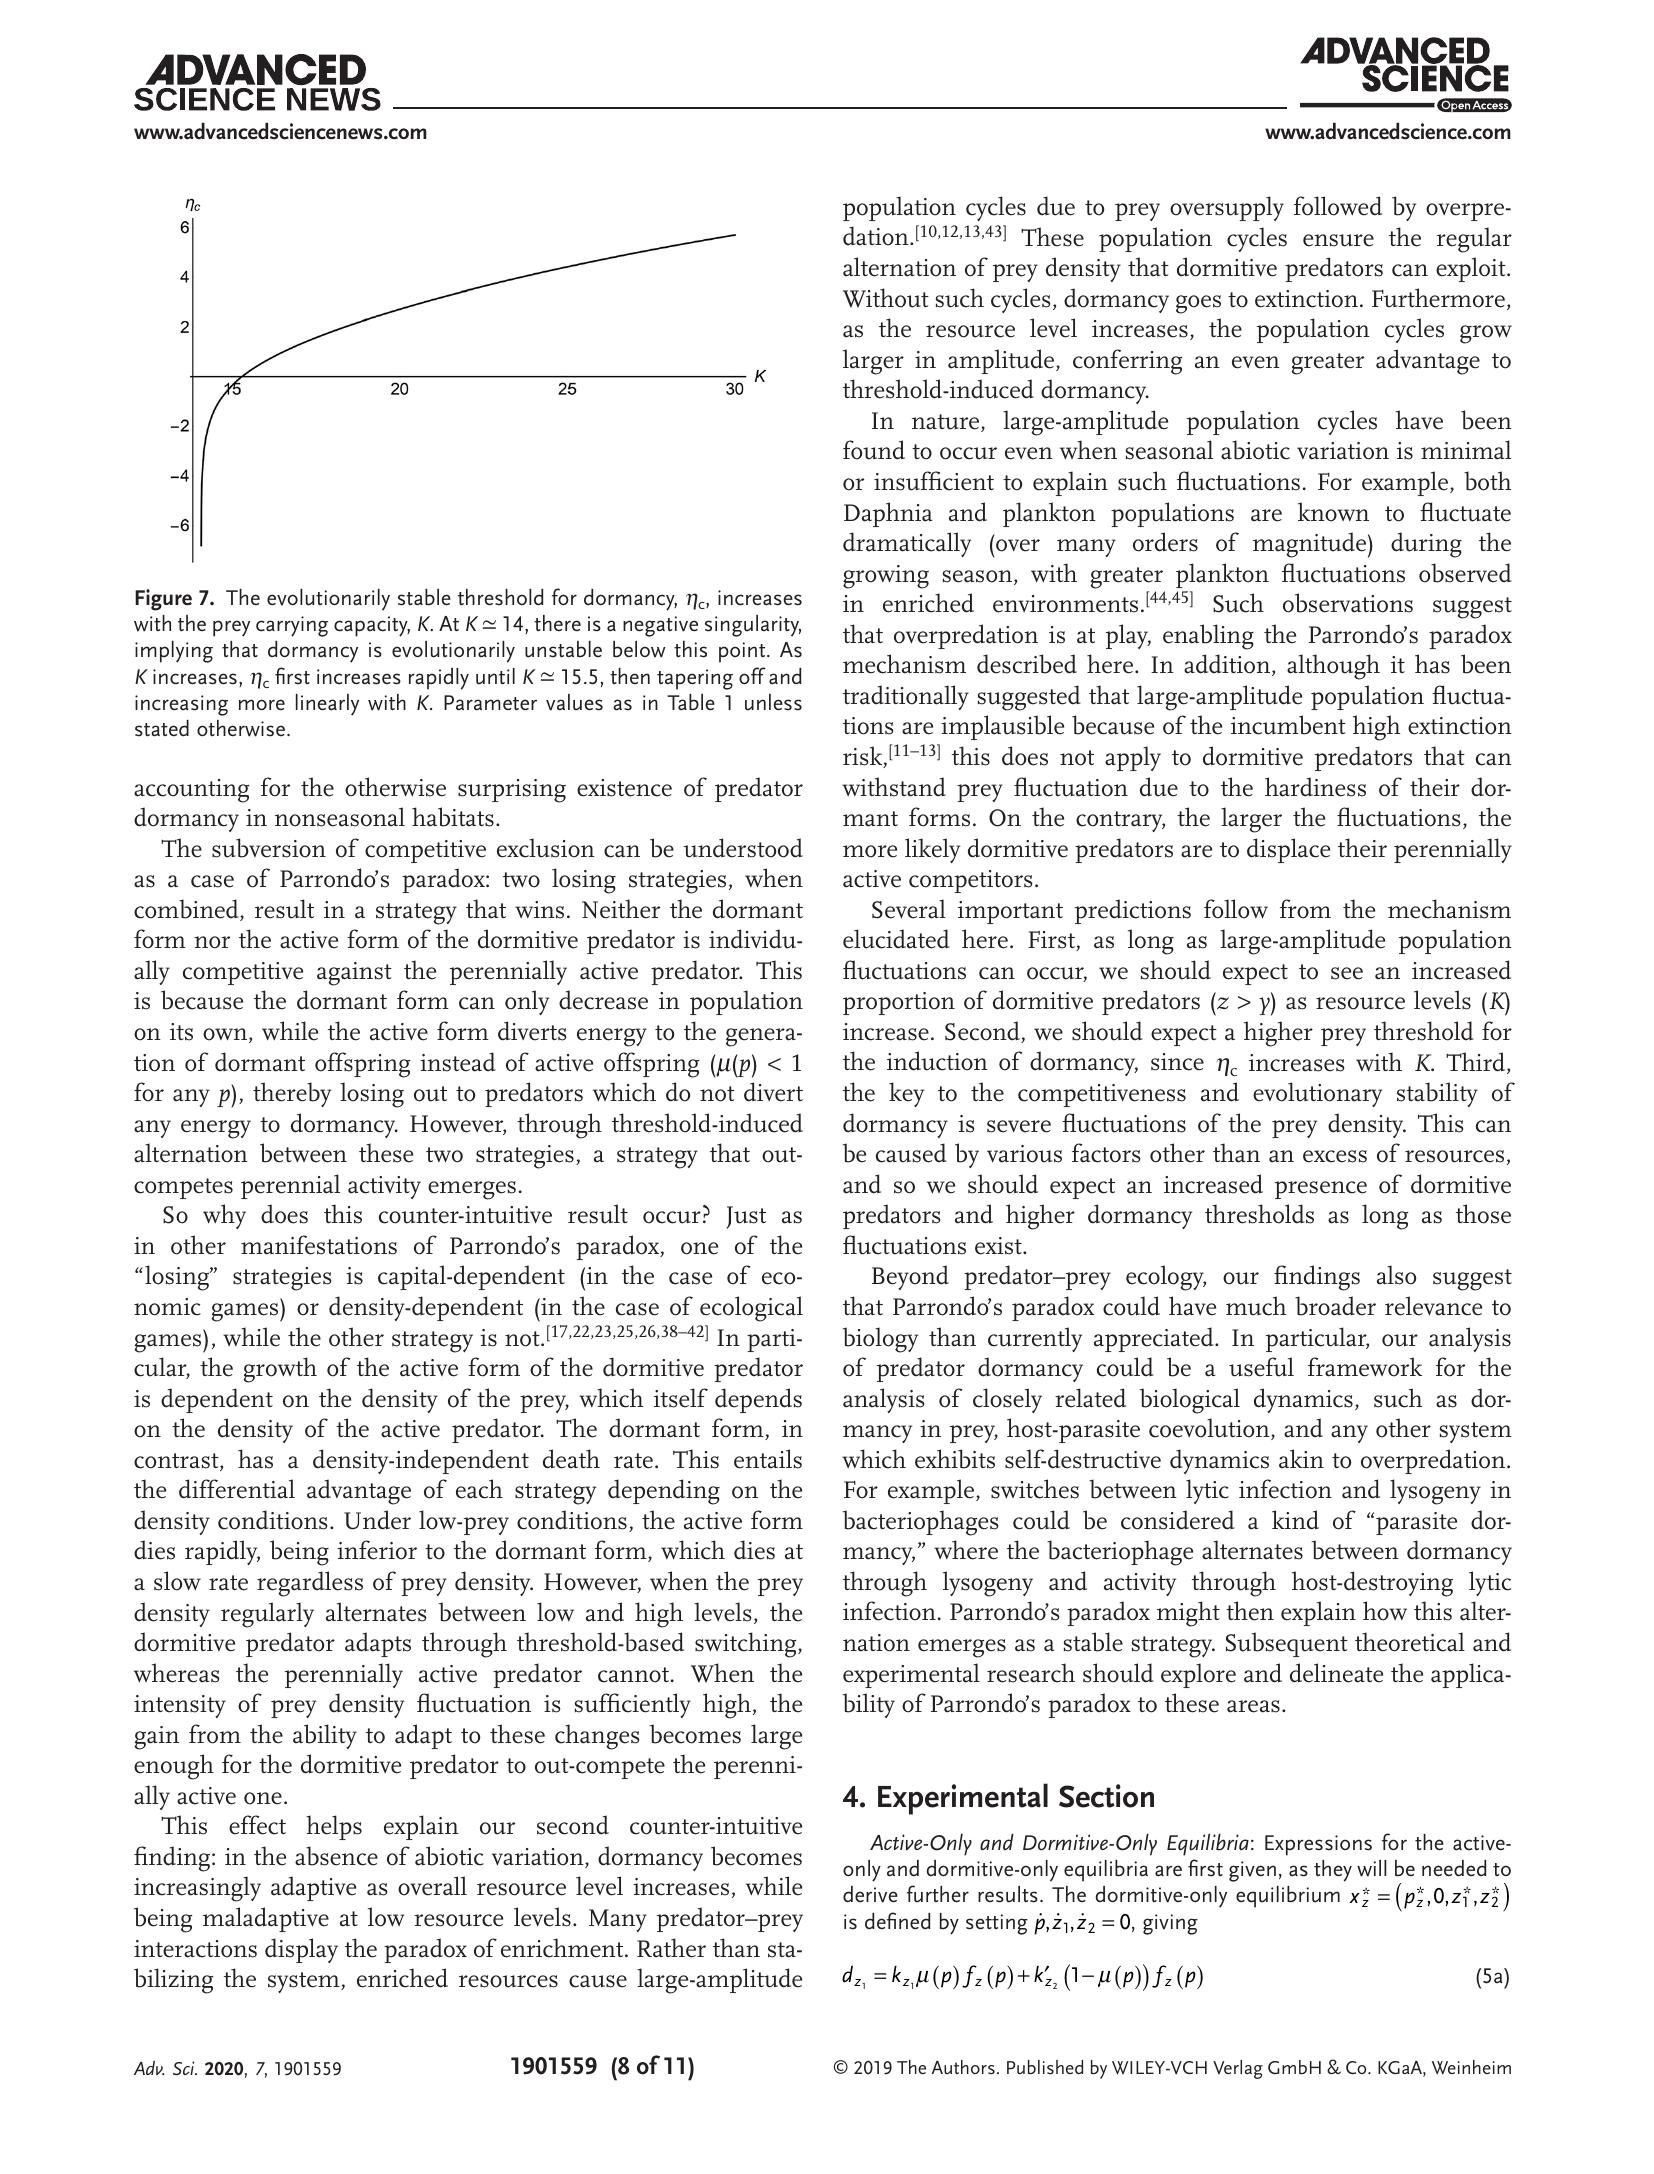 ADVANCED
SCIENCE NEWS
www.advancedsciencenews.com
ADVANCED
SCIENCE
Open Access
www.advancedscience.com
ηc
6
4
2
−2
−4
−6
15
20
25
30
K
Figure 7. The evolutionarily stable threshold for dormancy, ηc, increases
with the prey carrying capacity, K. At K ≃ 14, there is a negative singularity,
implying that dormancy is evolutionarily unstable below this point. As
K increases, ηc first increases rapidly until K ≃ 15.5, then tapering off and
increasing more linearly with K. Parameter values as in Table 1 unless
stated otherwise.
accounting for the otherwise surprising existence of predator
dormancy in nonseasonal habitats.
The subversion of competitive exclusion can be understood
as a case of Parrondo’s paradox: two losing strategies, when
combined, result in a strategy that wins. Neither the dormant
form nor the active form of the dormitive predator is individu-
ally competitive against the perennially active predator. This
is because the dormant form can only decrease in population
on its own, while the active form diverts energy to the genera-
tion of dormant offspring instead of active offspring (μ(p) < 1
for any p), thereby losing out to predators which do not divert
any energy to dormancy. However, through threshold-induced
alternation between these two strategies, a strategy that out-
competes perennial activity emerges.
So why does this counter-intuitive result occur? Just as
in other manifestations of Parrondo’s paradox, one of the
“losing” strategies is capital-dependent (in the case of eco-
nomic games) or density-dependent (in the case of ecological
games), while the other strategy is not.[17,22,23,25,26,38–42] In parti-
cular, the growth of the active form of the dormitive predator
is dependent on the density of the prey, which itself depends
on the density of the active predator. The dormant form, in
contrast, has a density-independent death rate. This entails
the differential advantage of each strategy depending on the
density conditions. Under low-prey conditions, the active form
dies rapidly, being inferior to the dormant form, which dies at
a slow rate regardless of prey density. However, when the prey
density regularly alternates between low and high levels, the
dormitive predator adapts through threshold-based switching,
whereas the perennially active predator cannot. When the
intensity of prey density fluctuation is sufficiently high, the
gain from the ability to adapt to these changes becomes large
enough for the dormitive predator to out-compete the perenni-
ally active one.
This effect helps explain our second counter-intuitive
finding: in the absence of abiotic variation, dormancy becomes
increasingly adaptive as overall resource level increases, while
being maladaptive at low resource levels. Many predator–prey
interactions display the paradox of enrichment. Rather than sta-
bilizing the system, enriched resources cause large-amplitude
population cycles due to prey oversupply followed by overpre-
dation.[10,12,13,43] These population cycles ensure the regular
alternation of prey density that dormitive predators can exploit.
Without such cycles, dormancy goes to extinction. Furthermore,
as the resource level increases, the population cycles grow
larger in amplitude, conferring an even greater advantage to
threshold-induced dormancy.
In nature, large-amplitude population cycles have been
found to occur even when seasonal abiotic variation is minimal
or insufficient to explain such fluctuations. For example, both
Daphnia and plankton populations are known to fluctuate
dramatically (over many orders of magnitude) during the
growing season, with greater plankton fluctuations observed
in enriched environments.[44,45] Such observations suggest
that overpredation is at play, enabling the Parrondo’s paradox
mechanism described here. In addition, although it has been
traditionally suggested that large-amplitude population fluctua-
tions are implausible because of the incumbent high extinction
risk,[11–13] this does not apply to dormitive predators that can
withstand prey fluctuation due to the hardiness of their dor-
mant forms. On the contrary, the larger the fluctuations, the
more likely dormitive predators are to displace their perennially
active competitors.
Several important predictions follow from the mechanism
elucidated here. First, as long as large-amplitude population
fluctuations can occur, we should expect to see an increased
proportion of dormitive predators (z > y) as resource levels (K)
increase. Second, we should expect a higher prey threshold for
the induction of dormancy, since ηc increases with K. Third,
the key to the competitiveness and evolutionary stability of
dormancy is severe fluctuations of the prey density. This can
be caused by various factors other than an excess of resources,
and so we should expect an increased presence of dormitive
predators and higher dormancy thresholds as long as those
fluctuations exist.
Beyond predator–prey ecology, our findings also suggest
that Parrondo’s paradox could have much broader relevance to
biology than currently appreciated. In particular, our analysis
of predator dormancy could be a useful framework for the
analysis of closely related biological dynamics, such as dor-
mancy in prey, host-parasite coevolution, and any other system
which exhibits self-destructive dynamics akin to overpredation.
For example, switches between lytic infection and lysogeny in
bacteriophages could be considered a kind of “parasite dor-
mancy,” where the bacteriophage alternates between dormancy
through lysogeny and activity through host-destroying lytic
infection. Parrondo’s paradox might then explain how this alter-
nation emerges as a stable strategy. Subsequent theoretical and
experimental research should explore and delineate the applica-
bility of Parrondo’s paradox to these areas.
4. Experimental Section
Active-Only and Dormitive-Only Equilibria: Expressions for the active-
only and dormitive-only equilibria are first given, as they will be needed to
derive further results. The dormitive-only equilibrium x*z = (p*z,0,z*1,z*2)
is defined by setting ṗ,ż1,ż2 = 0, giving
dz1 = kz1μ(p)fz(p)+k′z2(1−μ(p))fz(p) (5a)
Adv. Sci. 2020, 7, 1901559
1901559 (8 of 11)
© 2019 The Authors. Published by WILEY-VCH Verlag GmbH & Co. KGaA, Weinheim